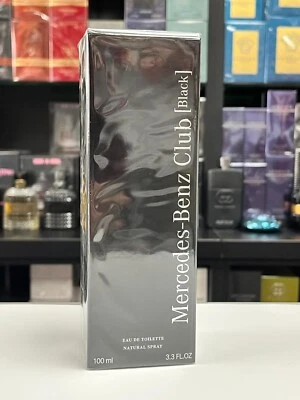 Mercedes-Benz Club [Black]
EAU DE TOILETTE
NATURAL SPRAY
100 ml 3.3 FL.OZ